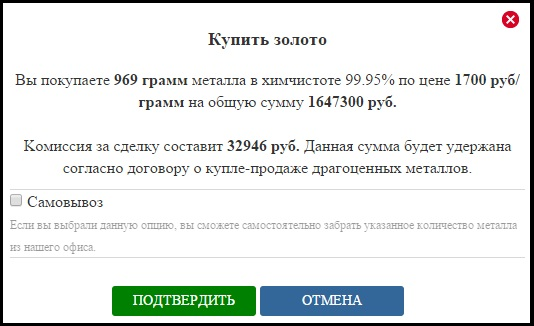 Купить золото
Вы покупаете 969 грамм металла в химчистоте 99.95% по цене 1700 руб/
грамм на общую сумму 1647300 руб.
Комиссия за сделку составит 32946 руб. Данная сумма будет удержана
согласно договору о купле-продаже драгоценных металлов.
Самовывоз
Если вы выбрали данную опцию, вы сможете самостоятельно забрать указанное количество металла
из нашего офиса.
ПОДТВЕРДИТЬ ОТМЕНА